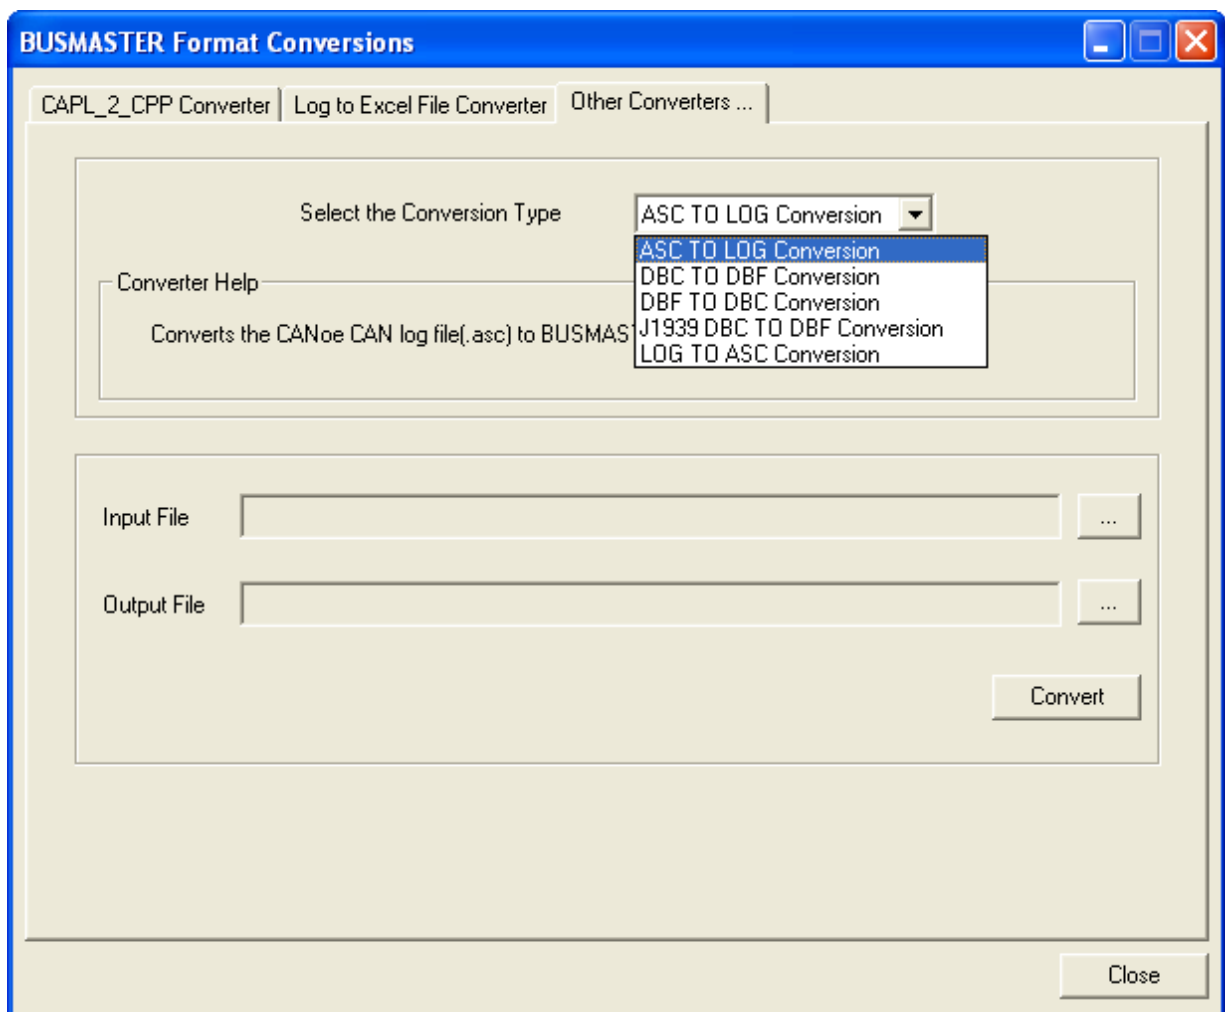 BUSMASTER Format Conversions
CAPL_2_CPP Converter Log to Excel File Converter Other Converters ...
Select the Conversion Type ASC TO LOG Conversion
ASC TO LOG Conversion
DBC TO DBF Conversion
DBF TO DBC Conversion
J1939 DBC TO DBF Conversion
LOG TO ASC Conversion
Converter Help
Converts the CANoe CAN log file(.asc) to BUSMAST
Input File ...
Output File ...
Convert
Close